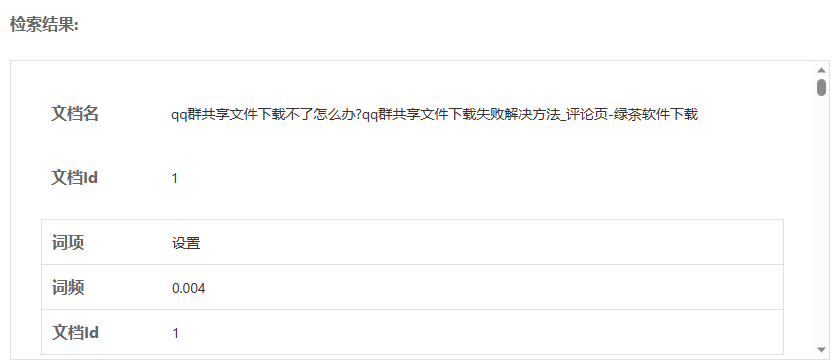 检索结果:
文档名 qq群共享文件下载不了怎么办?qq群共享文件下载失败解决方法_评论页-绿茶软件下载
文档Id 1
词项 设置
词频 0.004
文档Id 1